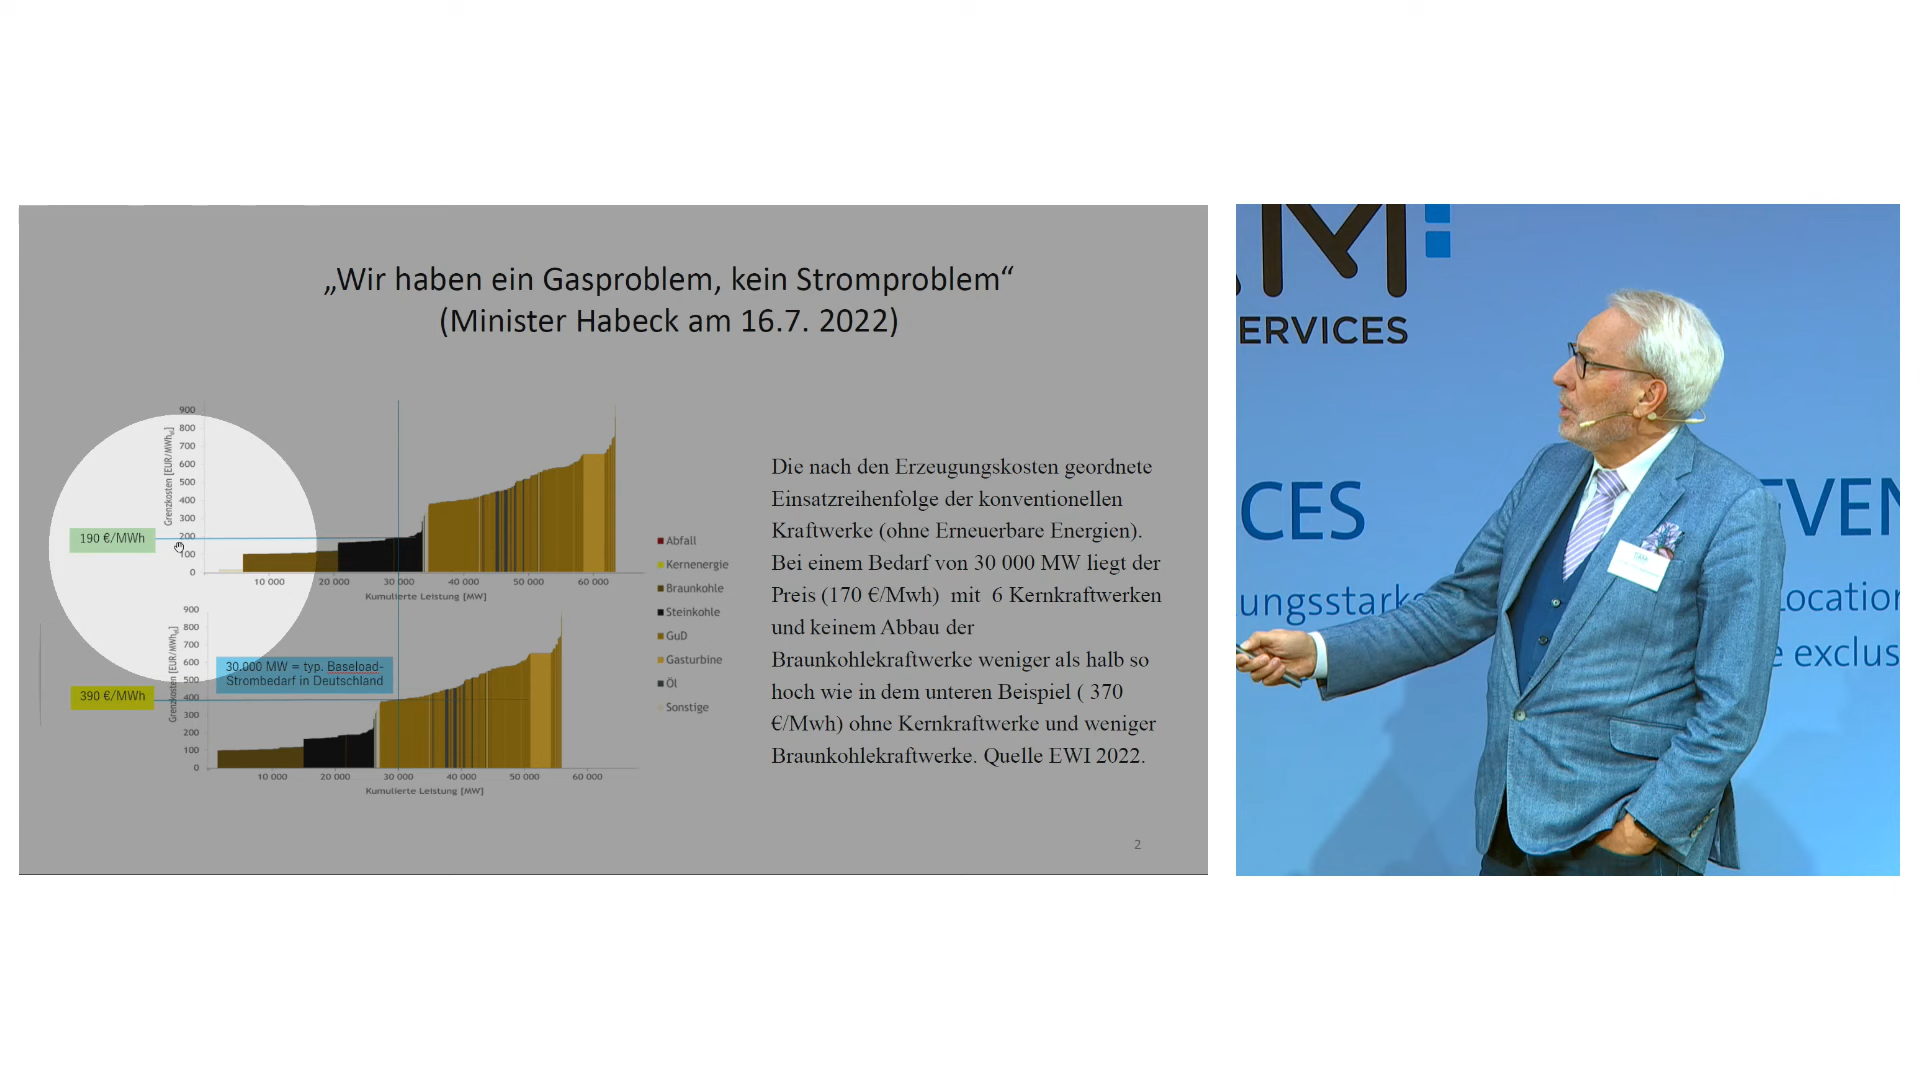 „Wir haben ein Gasproblem, kein Stromproblem“
(Minister Habeck am 16.7. 2022)
900
800
700
600
500
400
300
200
100
0
Grenzkosten [EUR/MWh
190 €/MWh
10 000
20 000
30 000
40 000
50 000
60 000
Kumulierte Leistung [MW]
900
800
700
600
500
400
300
200
100
0
Grenzkosten [EUR/MWh
30.000 MW = typ. Baseload-
Strombedarf in Deutschland
390 €/MWh
10 000
20 000
30 000
40 000
50 000
60 000
Kumulierte Leistung [MW]
Abfall
Kernenergie
Braunkohle
Steinkohle
GuD
Gasturbine
Öl
Sonstige
Die nach den Erzeugungskosten geordnete
Einsatzreihenfolge der konventionellen
Kraftwerke (ohne Erneuerbare Energien).
Bei einem Bedarf von 30 000 MW liegt der
Preis (170 €/Mwh) mit 6 Kernkraftwerken
und keinem Abbau der
Braunkohlekraftwerke weniger als halb so
hoch wie in dem unteren Beispiel ( 370
€/Mwh) ohne Kernkraftwerke und weniger
Braunkohlekraftwerke. Quelle EWI 2022.
2
M
ERVICES
CES
EVEN
ungsstark
ocation
e exclus